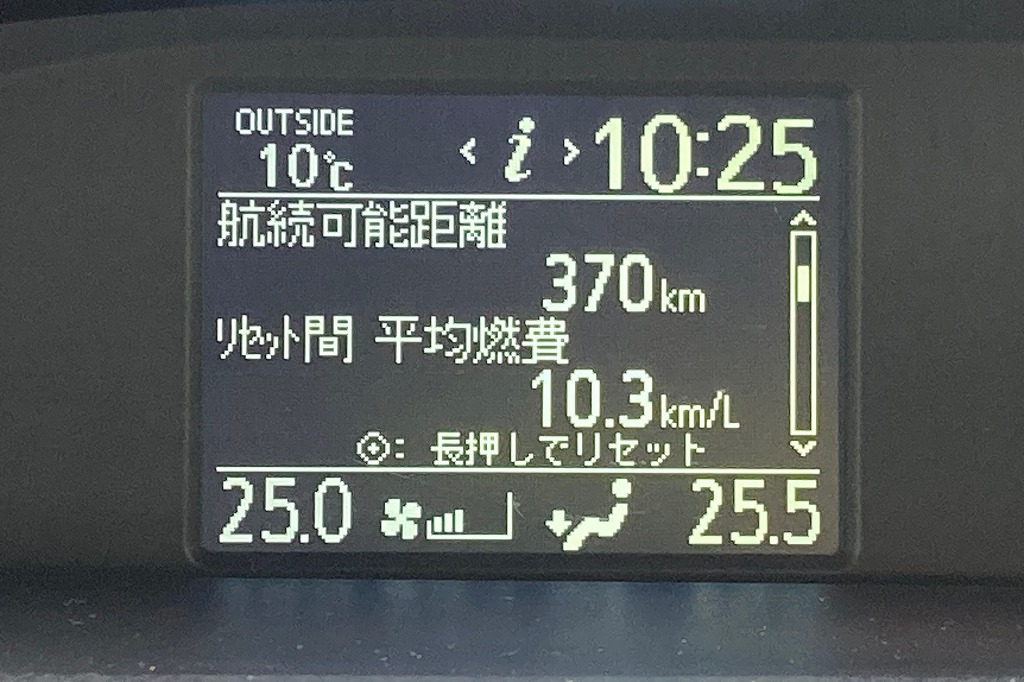 OUTSIDE
10℃
< i > 10:25
航続可能距離
370km
リセット間 平均燃費
10.3km/L
◎: 長押しでリセット
25.0 25.5